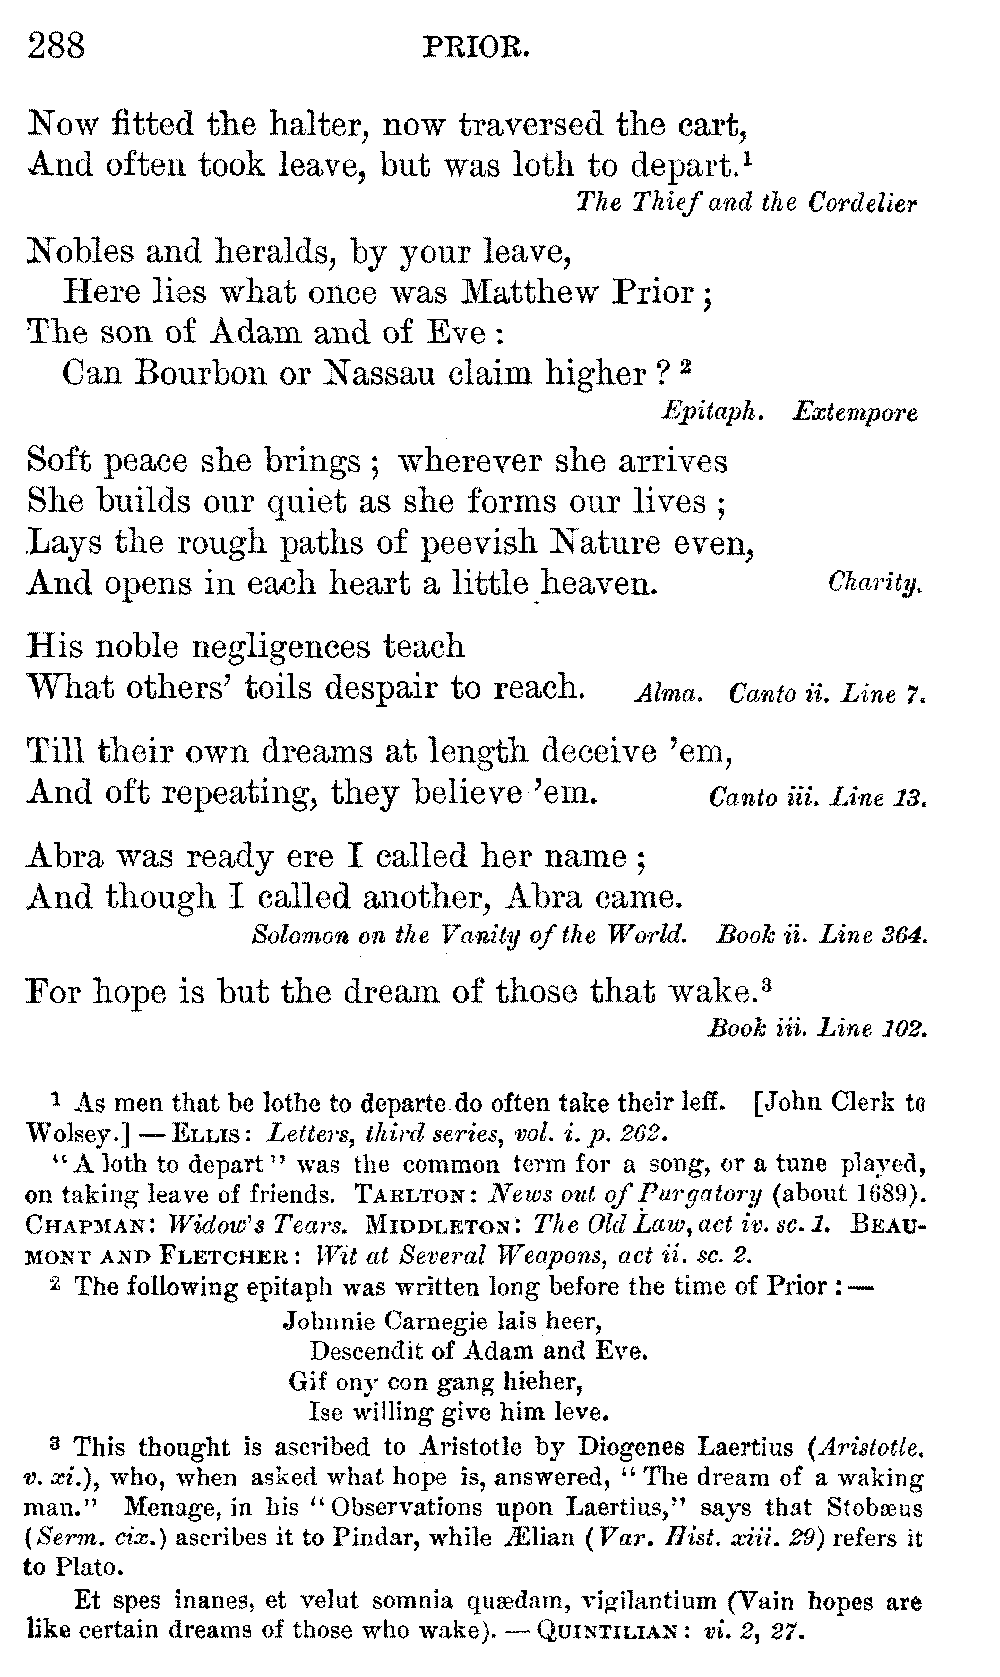 288 PRIOR.
Now fitted the halter, now traversed the cart,
And often took leave, but was loth to depart.¹
The Thief and the Cordelier
Nobles and heralds, by your leave,
Here lies what once was Matthew Prior;
The son of Adam and of Eve:
Can Bourbon or Nassau claim higher?²
Epitaph. Extempore
Soft peace she brings; wherever she arrives
She builds our quiet as she forms our lives;
Lays the rough paths of peevish Nature even,
And opens in each heart a little heaven. Charity.
His noble negligences teach
What others' toils despair to reach. Alma. Canto ii. Line 7.
Till their own dreams at length deceive 'em,
And oft repeating, they believe 'em. Canto iii. Line 13.
Abra was ready ere I called her name;
And though I called another, Abra came.
Solomon on the Vanity of the World. Book ii. Line 364.
For hope is but the dream of those that wake.³
Book iii. Line 102.
¹ As men that be lothe to departe do often take their leff. [John Clerk to
Wolsey.] — ELLIS: Letters, third series, vol. i. p. 262.
"A loth to depart" was the common term for a song, or a tune played,
on taking leave of friends. TARLTON: News out of Purgatory (about 1689).
CHAPMAN: Widow's Tears. MIDDLETON: The Old Law, act iv. sc. 1. BEAU-
MONT AND FLETCHER: Wit at Several Weapons, act ii. sc. 2.
² The following epitaph was written long before the time of Prior:—
Johnnie Carnegie lais heer,
Descendit of Adam and Eve.
Gif ony con gang hieher,
Ise willing give him leve.
³ This thought is ascribed to Aristotle by Diogenes Laertius (Aristotle,
v. xi.), who, when asked what hope is, answered, "The dream of a waking
man." Menage, in his "Observations upon Laertius," says that Stobæus
(Serm. cix.) ascribes it to Pindar, while Ælian (Var. Hist. xiii. 29) refers it
to Plato.
Et spes inanes, et velut somnia quædam, vigilantium (Vain hopes are
like certain dreams of those who wake). — QUINTILIAN: vi. 2, 27.